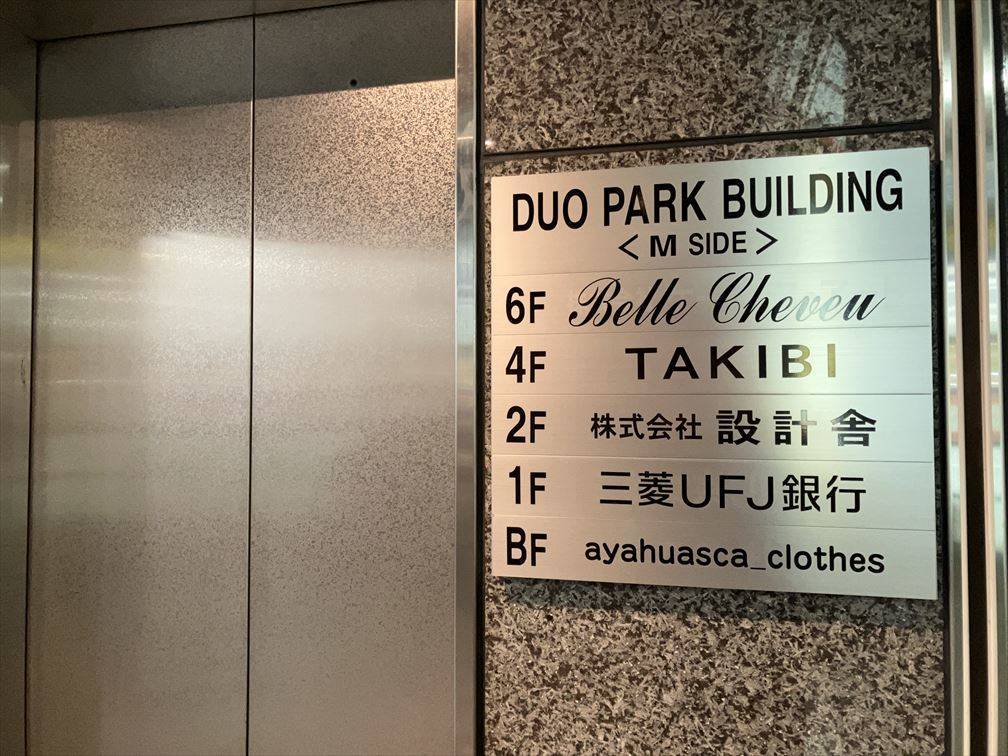 DUO PARK BUILDING
< M SIDE >
6F Belle Cheveu
4F TAKIBI
2F 株式会社 設計舎
1F 三菱UFJ銀行
BF ayahuasca_clothes